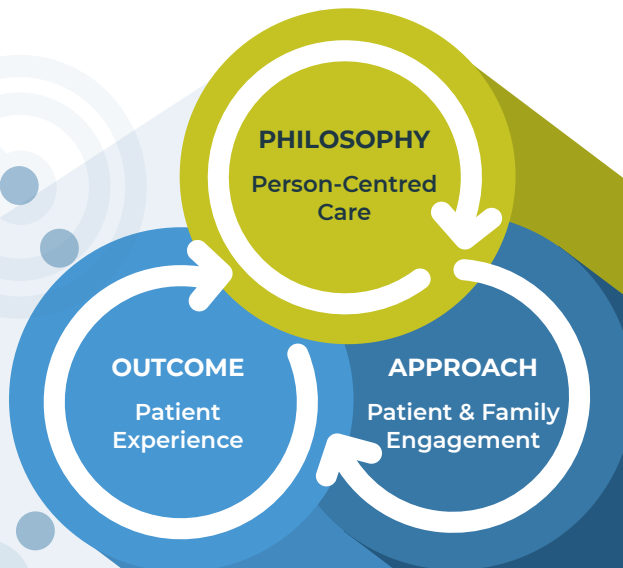 PHILOSOPHY
Person-Centred
Care
OUTCOME
Patient
Experience
APPROACH
Patient & Family
Engagement